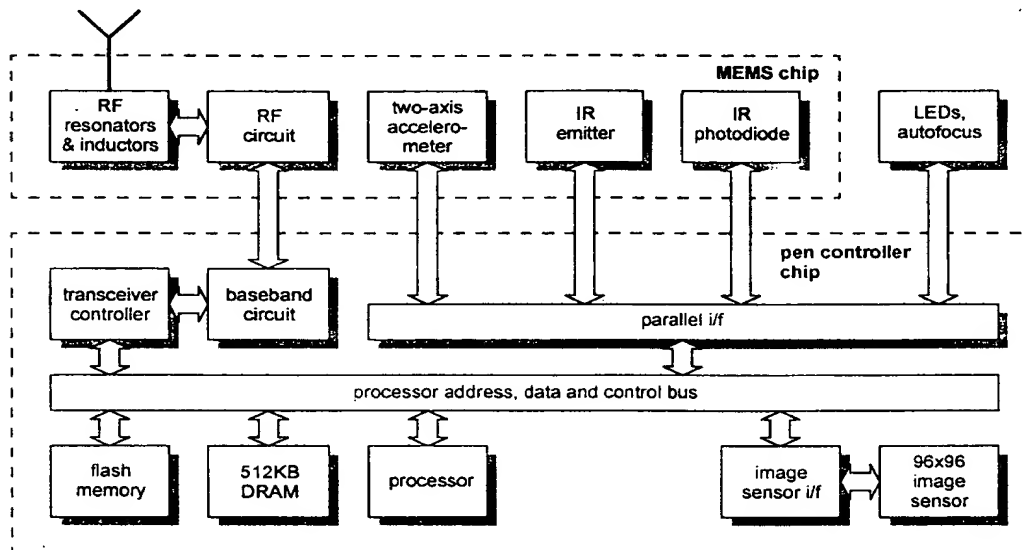 MEMS chip
RF
resonators
& inductors
RF
circuit
two-axis
accelero-
meter
IR
emitter
IR
photodiode
LEDs,
autofocus
pen controller
chip
transceiver
controller
baseband
circuit
parallel i/f
processor address, data and control bus
flash
memory
512KB
DRAM
processor
image
sensor i/f
96x96
image
sensor